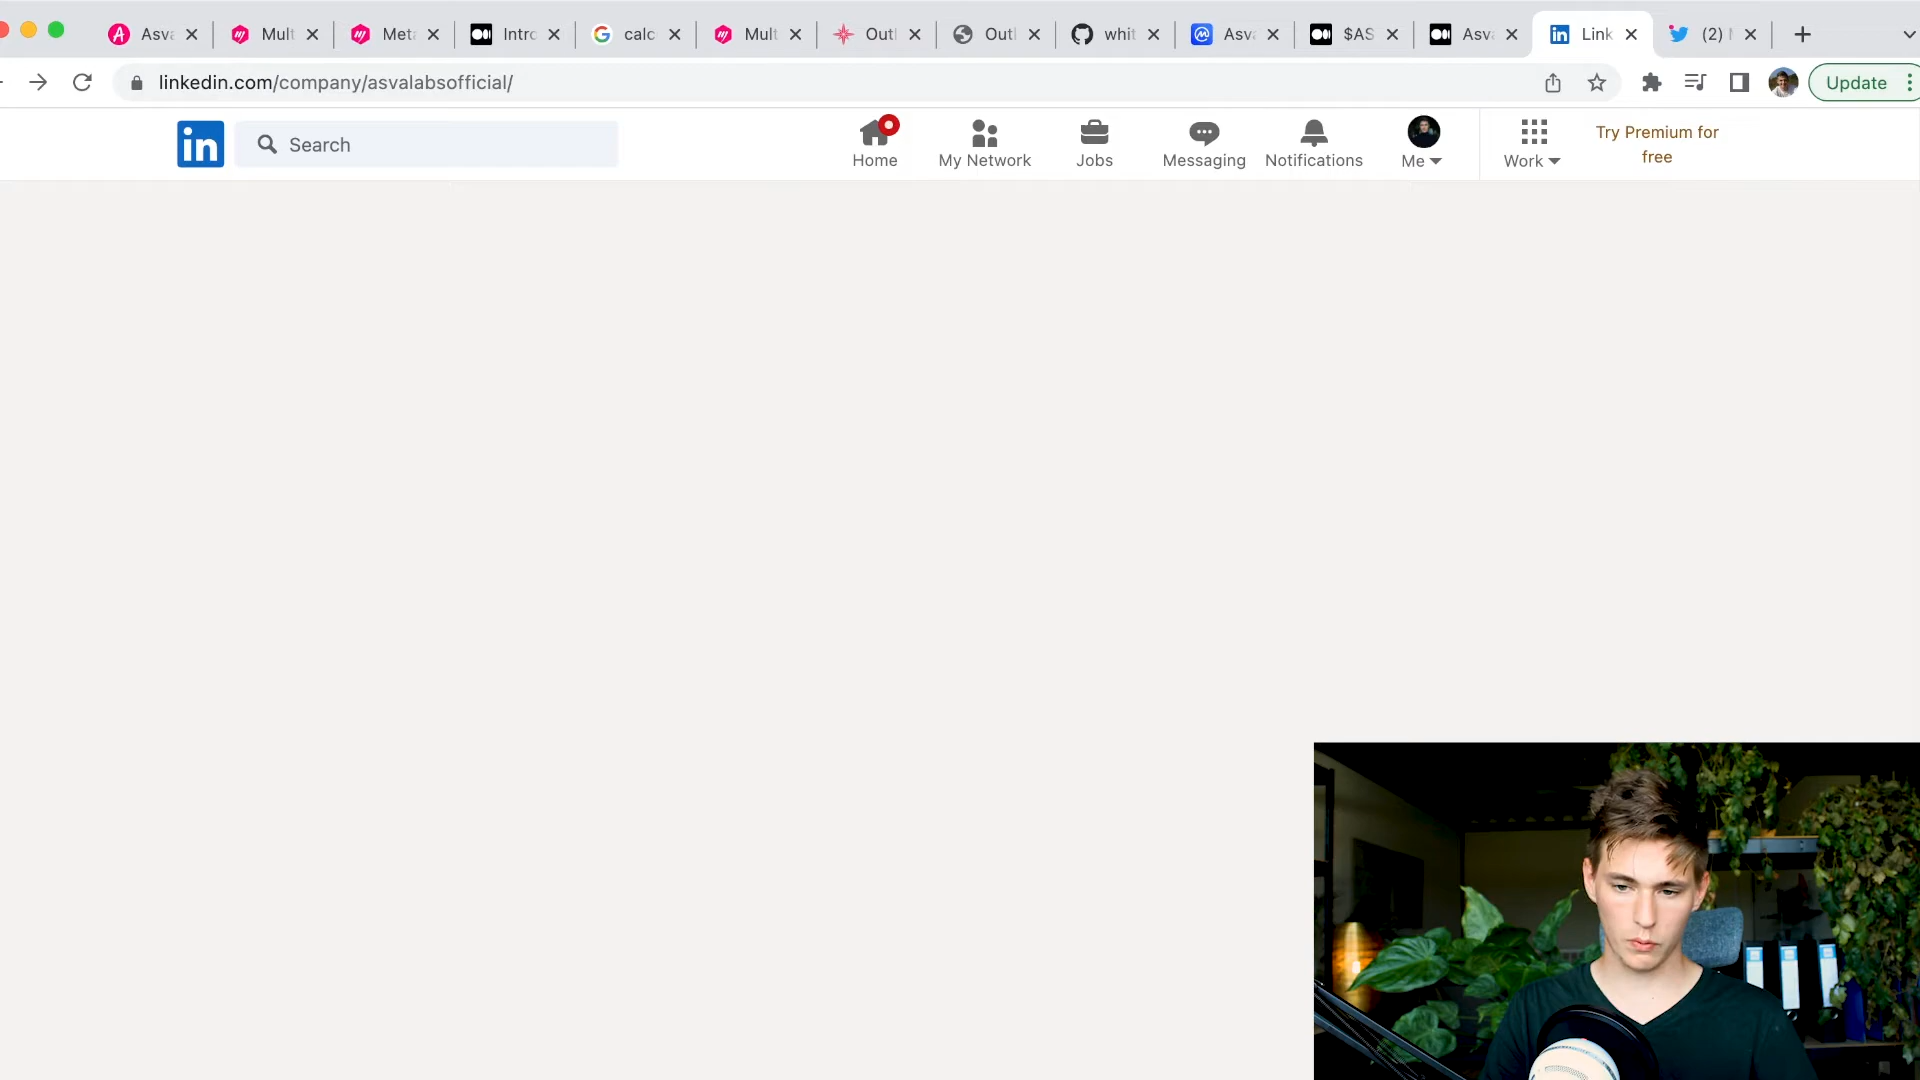 Asva
Mult
Meta
Intro
calc
Mult
Outl
Outl
whit
Asva
$AS
Asva
Link
(2)
linkedin.com/company/asvalabsofficial/
Update
in
Search
Home
My Network
Jobs
Messaging
Notifications
Me
Work
Try Premium for
free